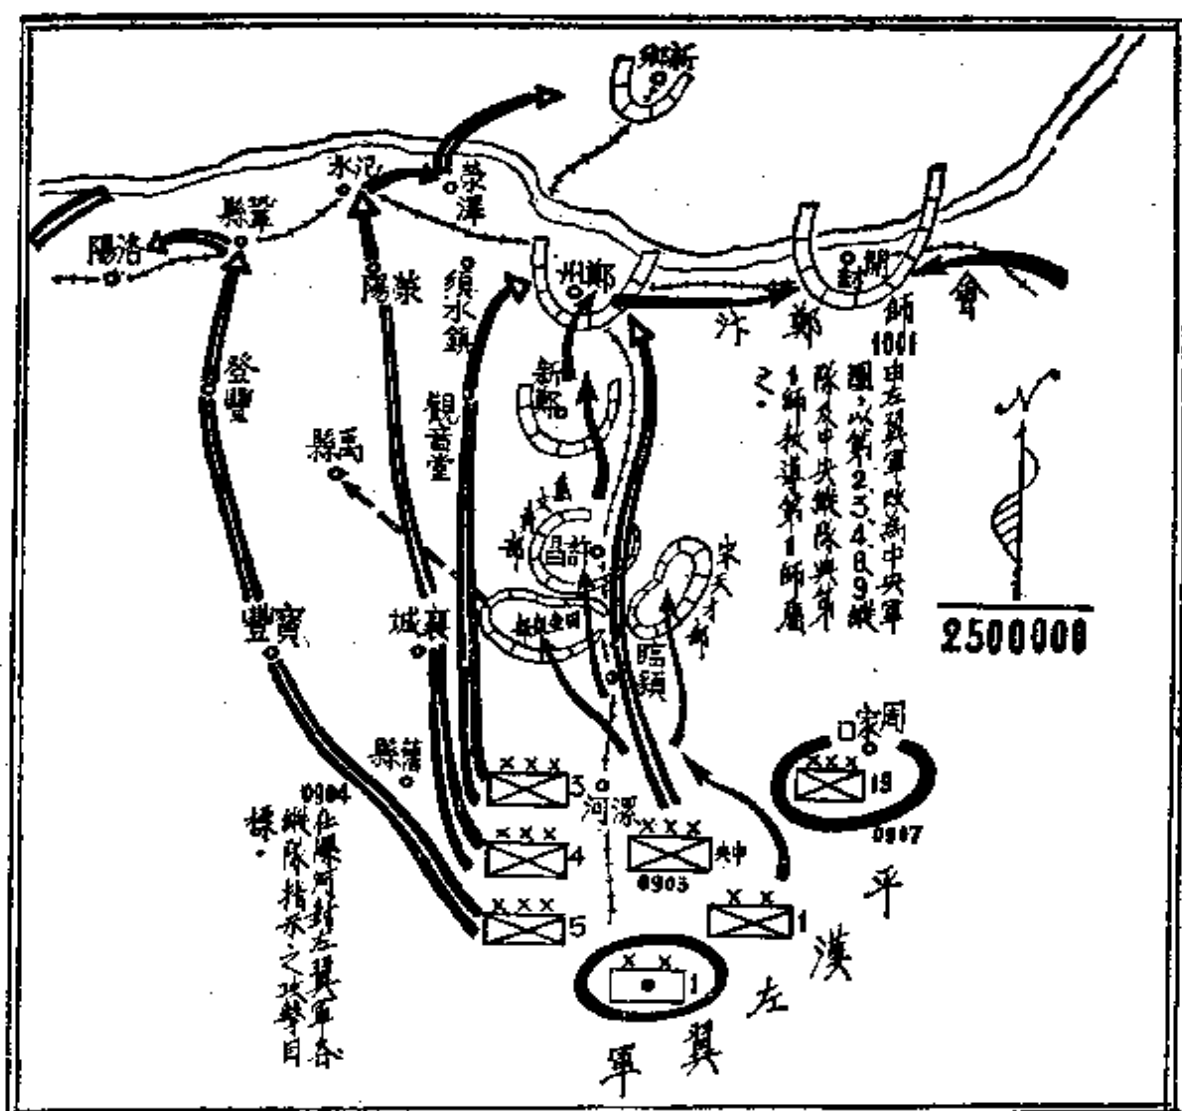 新鄉
汜水
滎澤
鞏縣
洛陽
滎陽
須水鎮
鄭州
開封
會
師
鄭
汴
1001
由左翼軍改為中央軍
團,以第2.3.4.8.9縱
隊及中央縱隊與第
1師教導第1師屬
之。
登豐
觀音堂
新鄭
禹縣
許昌
宋天才部
N
2500000
寶豐
襄城
臨潁
周家口
19
0907
縣
3
漯河
中央
0903
4
5
1
1
0904
在漯河對左翼軍各
縱隊指示之攻擊目
標。
平
漢
左
翼
軍